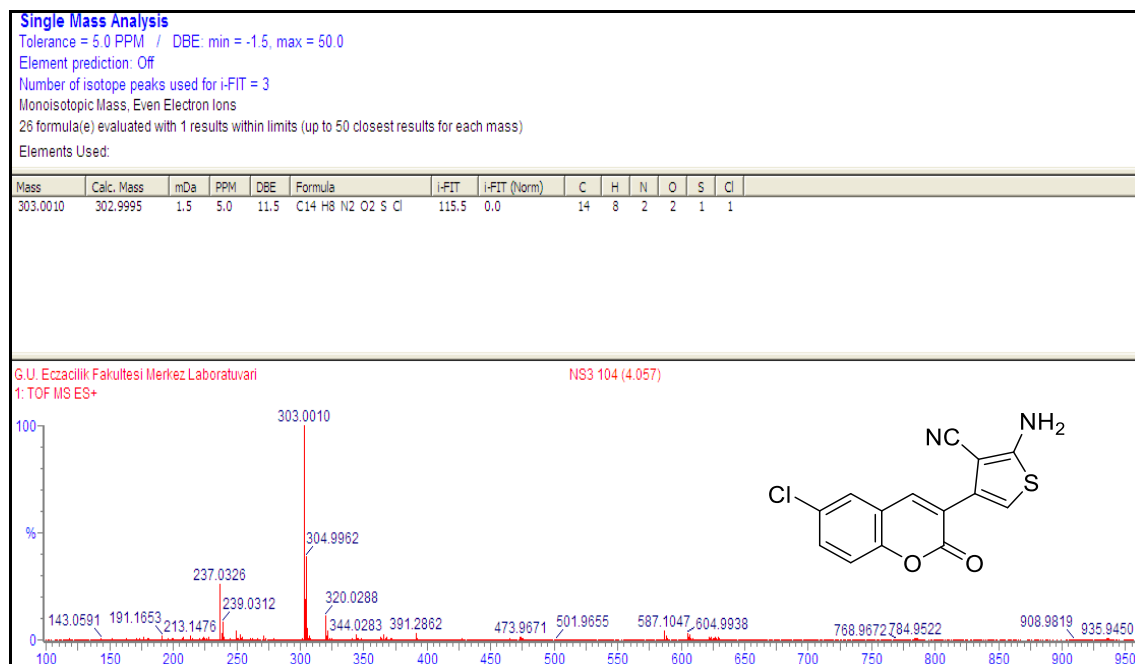 Single Mass Analysis
Tolerance = 5.0 PPM / DBE: min = -1.5, max = 50.0
Element prediction: Off
Number of isotope peaks used for i-FIT = 3
Monoisotopic Mass, Even Electron Ions
26 formula(e) evaluated with 1 results within limits (up to 50 closest results for each mass)
Elements Used:
Mass Calc. Mass mDa PPM DBE Formula i-FIT i-FIT (Norm) C H N O S Cl
303.0010 302.9995 1.5 5.0 11.5 C14 H8 N2 O2 S Cl 115.5 0.0 14 8 2 2 1 1
G.U. Eczacilik Fakultesi Merkez Laboratuvari NS3 104 (4.057)
1: TOF MS ES+
303.0010
100
NC NH2
S
Cl
O O
%
304.9962
237.0326
239.0312
320.0288
143.0591 191.1653 213.1476 344.0283 391.2862 473.9671 501.9655 587.1047 604.9938 768.9672 784.9522 908.9819 935.9450
0
100 150 200 250 300 350 400 450 500 550 600 650 700 750 800 850 900 950